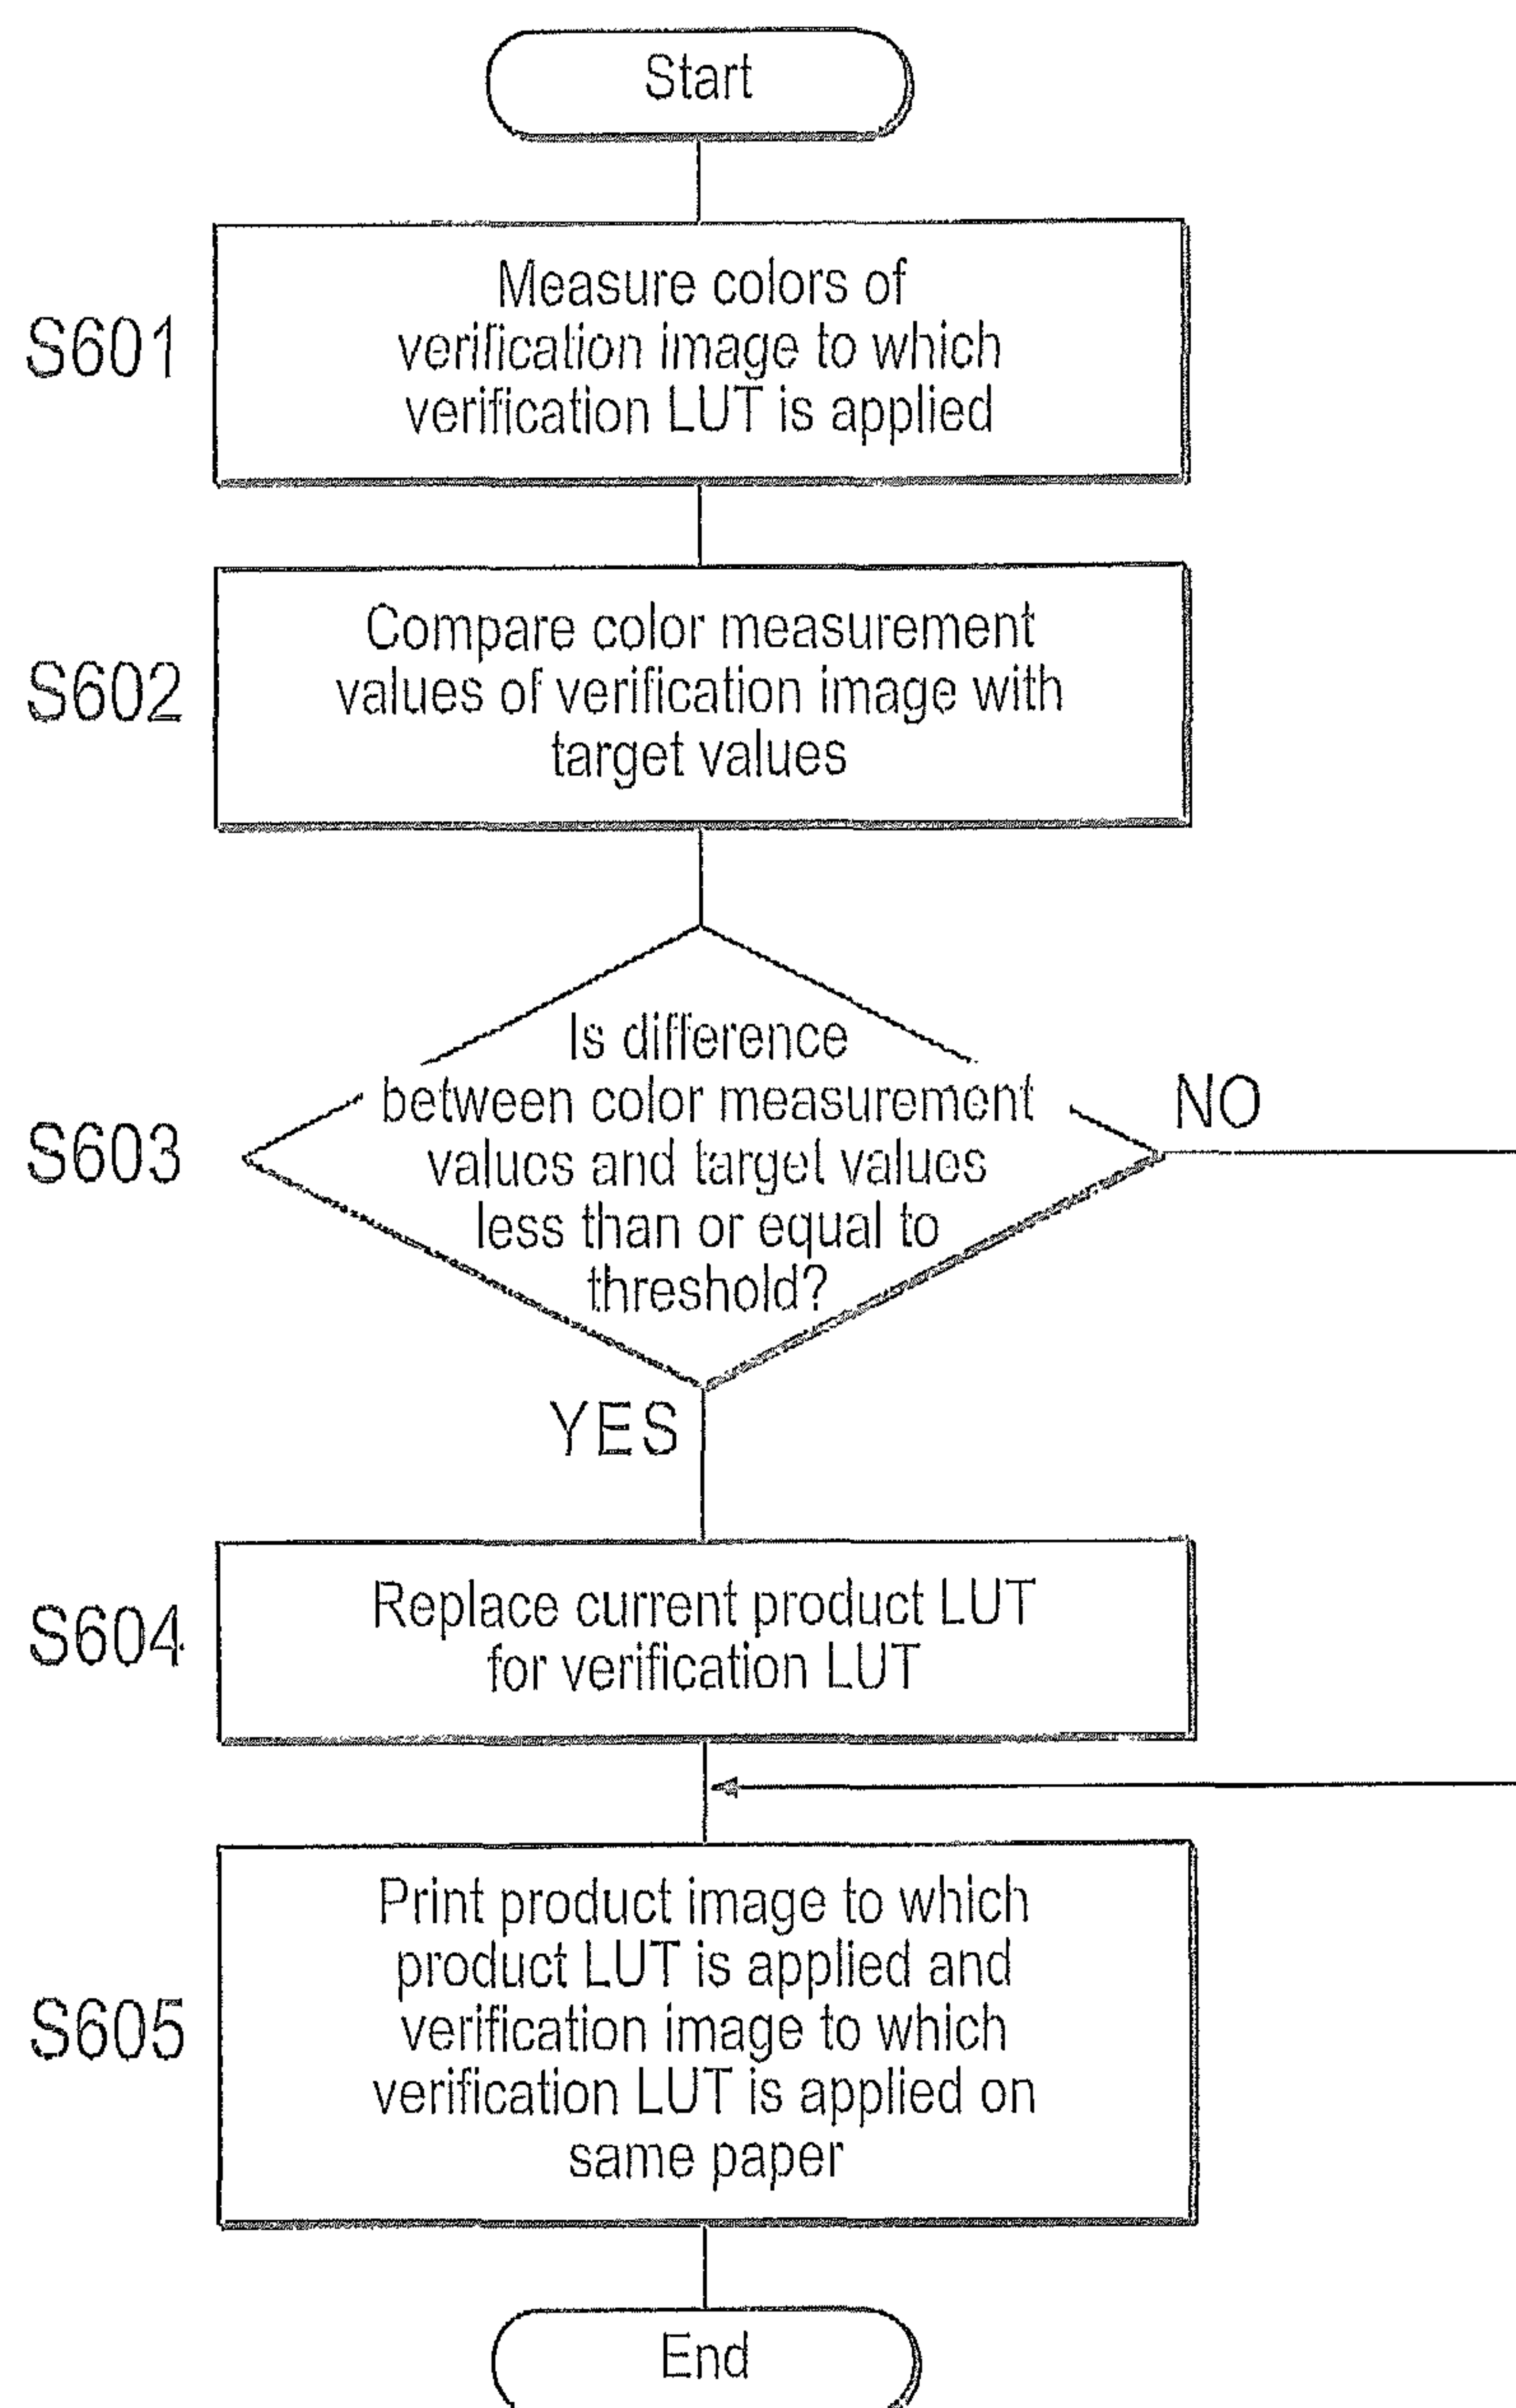 Start
S601
Measure colors of
verification image to which
verification LUT is applied
S602
Compare color measurement
values of verification image with
target values
S603
Is difference
between color measurement
values and target values
less than or equal to
threshold?
NO
YES
S604
Replace current product LUT
for verification LUT
S605
Print product image to which
product LUT is applied and
verification image to which
verification LUT is applied on
same paper
End